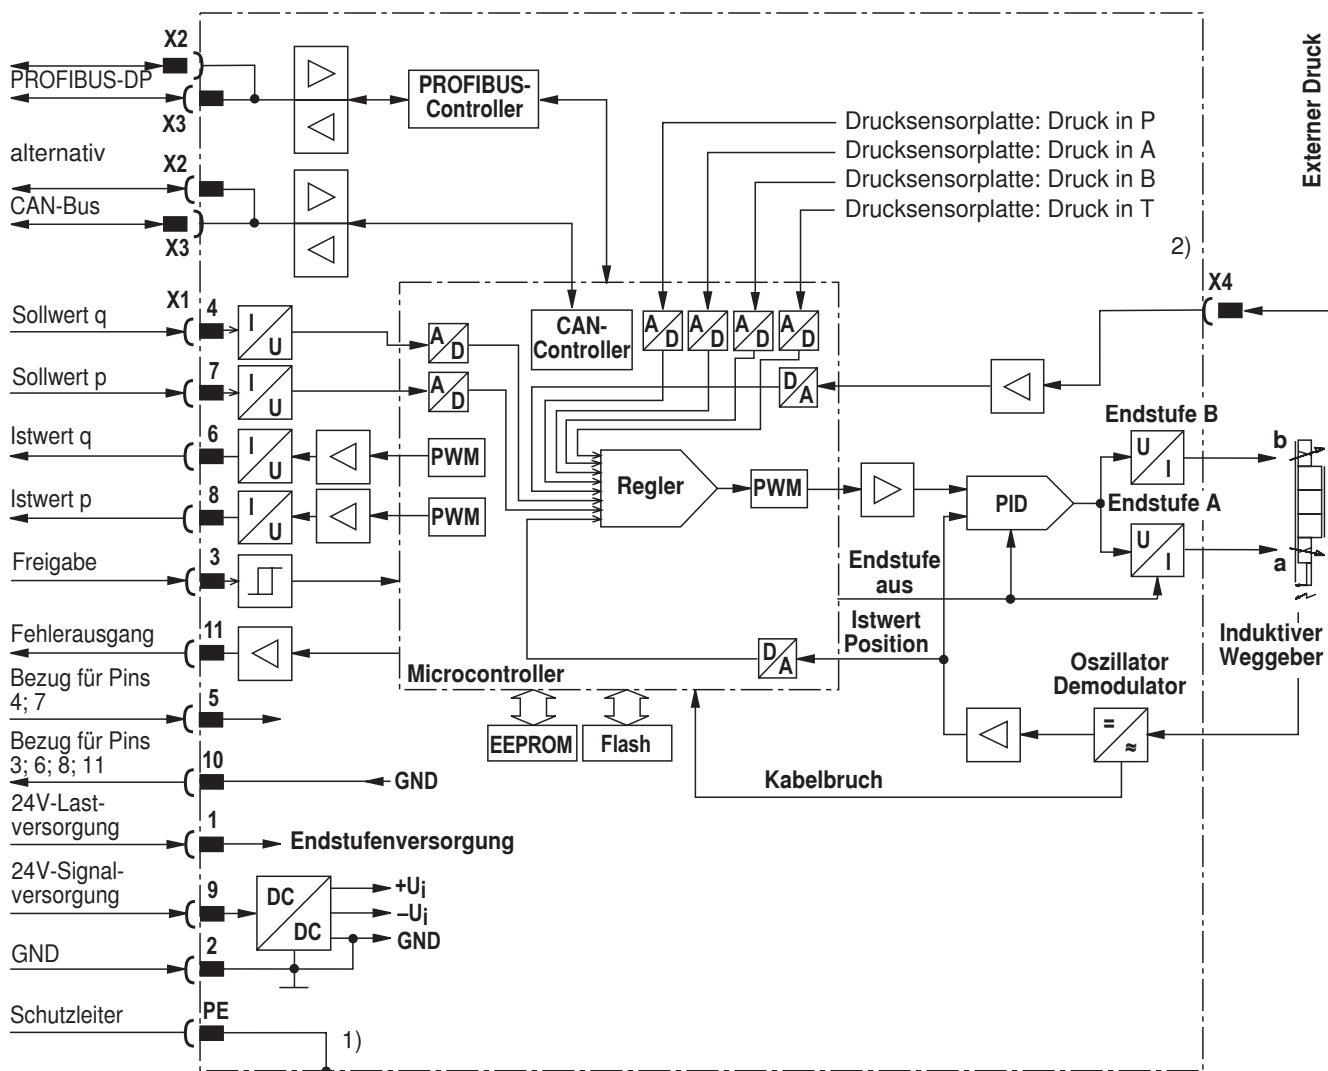 X2
PROFIBUS-DP
X3
alternativ
X2
CAN-Bus
X3
PROFIBUS-
Controller
Drucksensorplatte: Druck in P
Drucksensorplatte: Druck in A
Drucksensorplatte: Druck in B
Drucksensorplatte: Druck in T
Externer Druck
2)
X4
X1
Sollwert q
4
I
U
A
D
CAN-
Controller
A
D
A
D
A
D
A
D
Sollwert p
7
I
U
A
D
D
A
Istwert q
6
I
U
PWM
Istwert p
8
I
U
PWM
Regler
PWM
PID
Endstufe B
U
I
b
Endstufe A
U
I
a
Freigabe
3
Endstufe
aus
Istwert
Position
Fehlerausgang
11
Microcontroller
D
A
Oszillator
Demodulator
=
≈
Induktiver
Weggeber
Bezug für Pins
4; 7
5
EEPROM
Flash
Bezug für Pins
3; 6; 8; 11
10
GND
Kabelbruch
24V-Last-
versorgung
1
Endstufenversorgung
24V-Signal-
versorgung
9
DC
DC
+Ui
–Ui
GND
GND
2
Schutzleiter
PE
1)